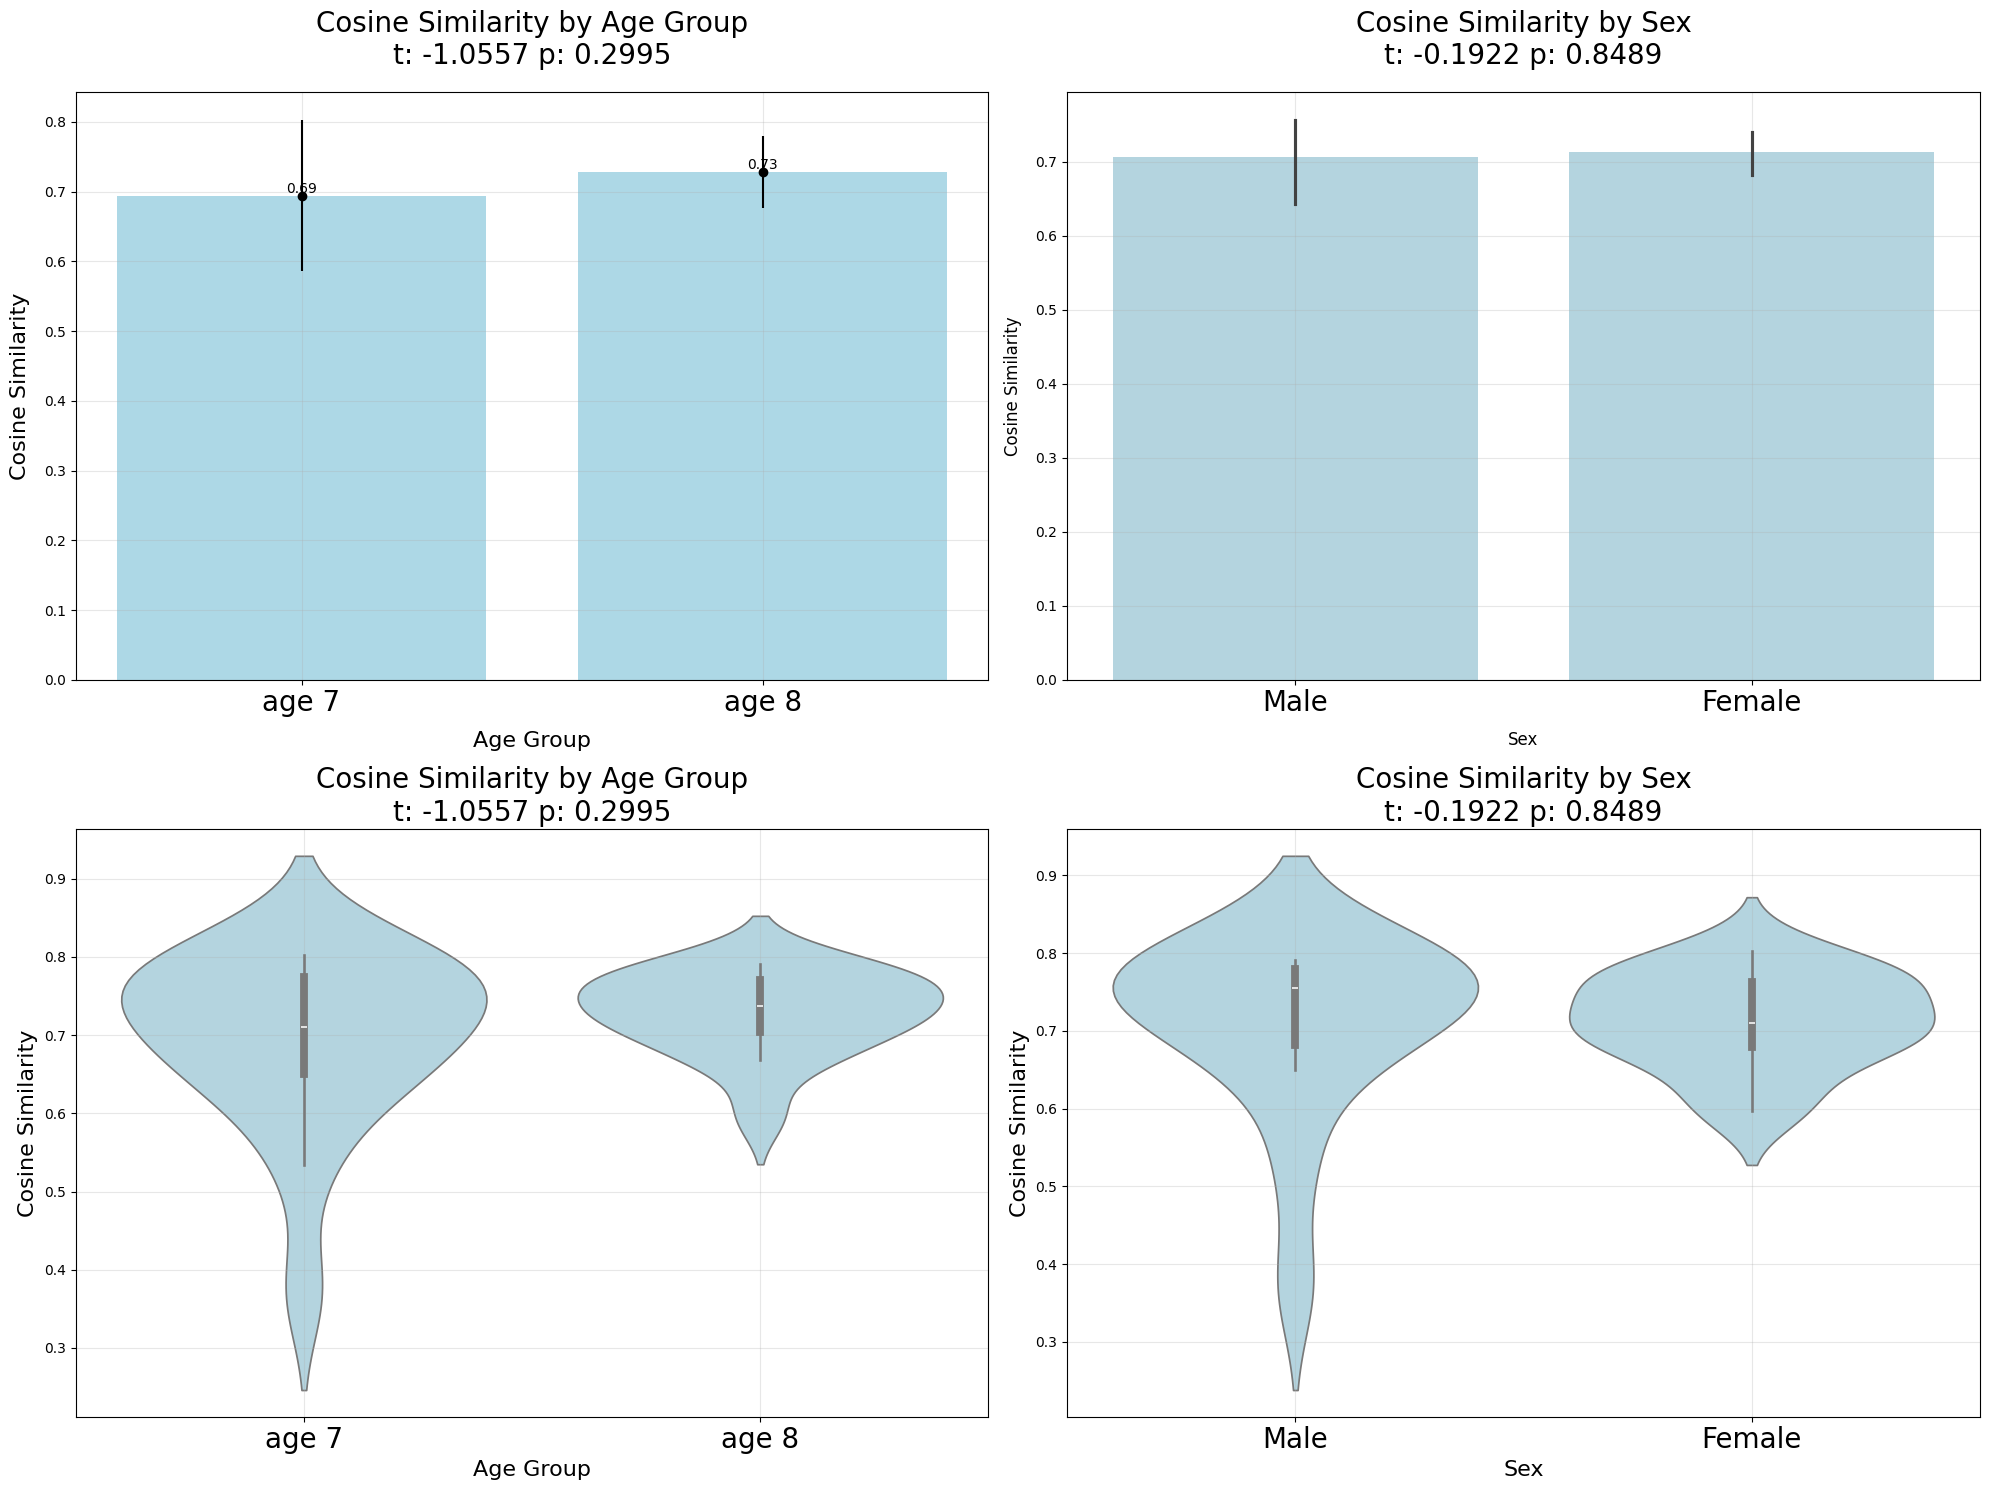 Cosine Similarity by Age Group
t: -1.0557 p: 0.2995
Cosine Similarity
0.8
0.7
0.6
0.5
0.4
0.3
0.2
0.1
0.0
0.69
0.73
age 7
age 8
Age Group
Cosine Similarity by Sex
t: -0.1922 p: 0.8489
Cosine Similarity
0.7
0.6
0.5
0.4
0.3
0.2
0.1
0.0
Male
Female
Sex
Cosine Similarity by Age Group
t: -1.0557 p: 0.2995
Cosine Similarity
0.9
0.8
0.7
0.6
0.5
0.4
0.3
age 7
age 8
Age Group
Cosine Similarity by Sex
t: -0.1922 p: 0.8489
Cosine Similarity
0.9
0.8
0.7
0.6
0.5
0.4
0.3
Male
Female
Sex